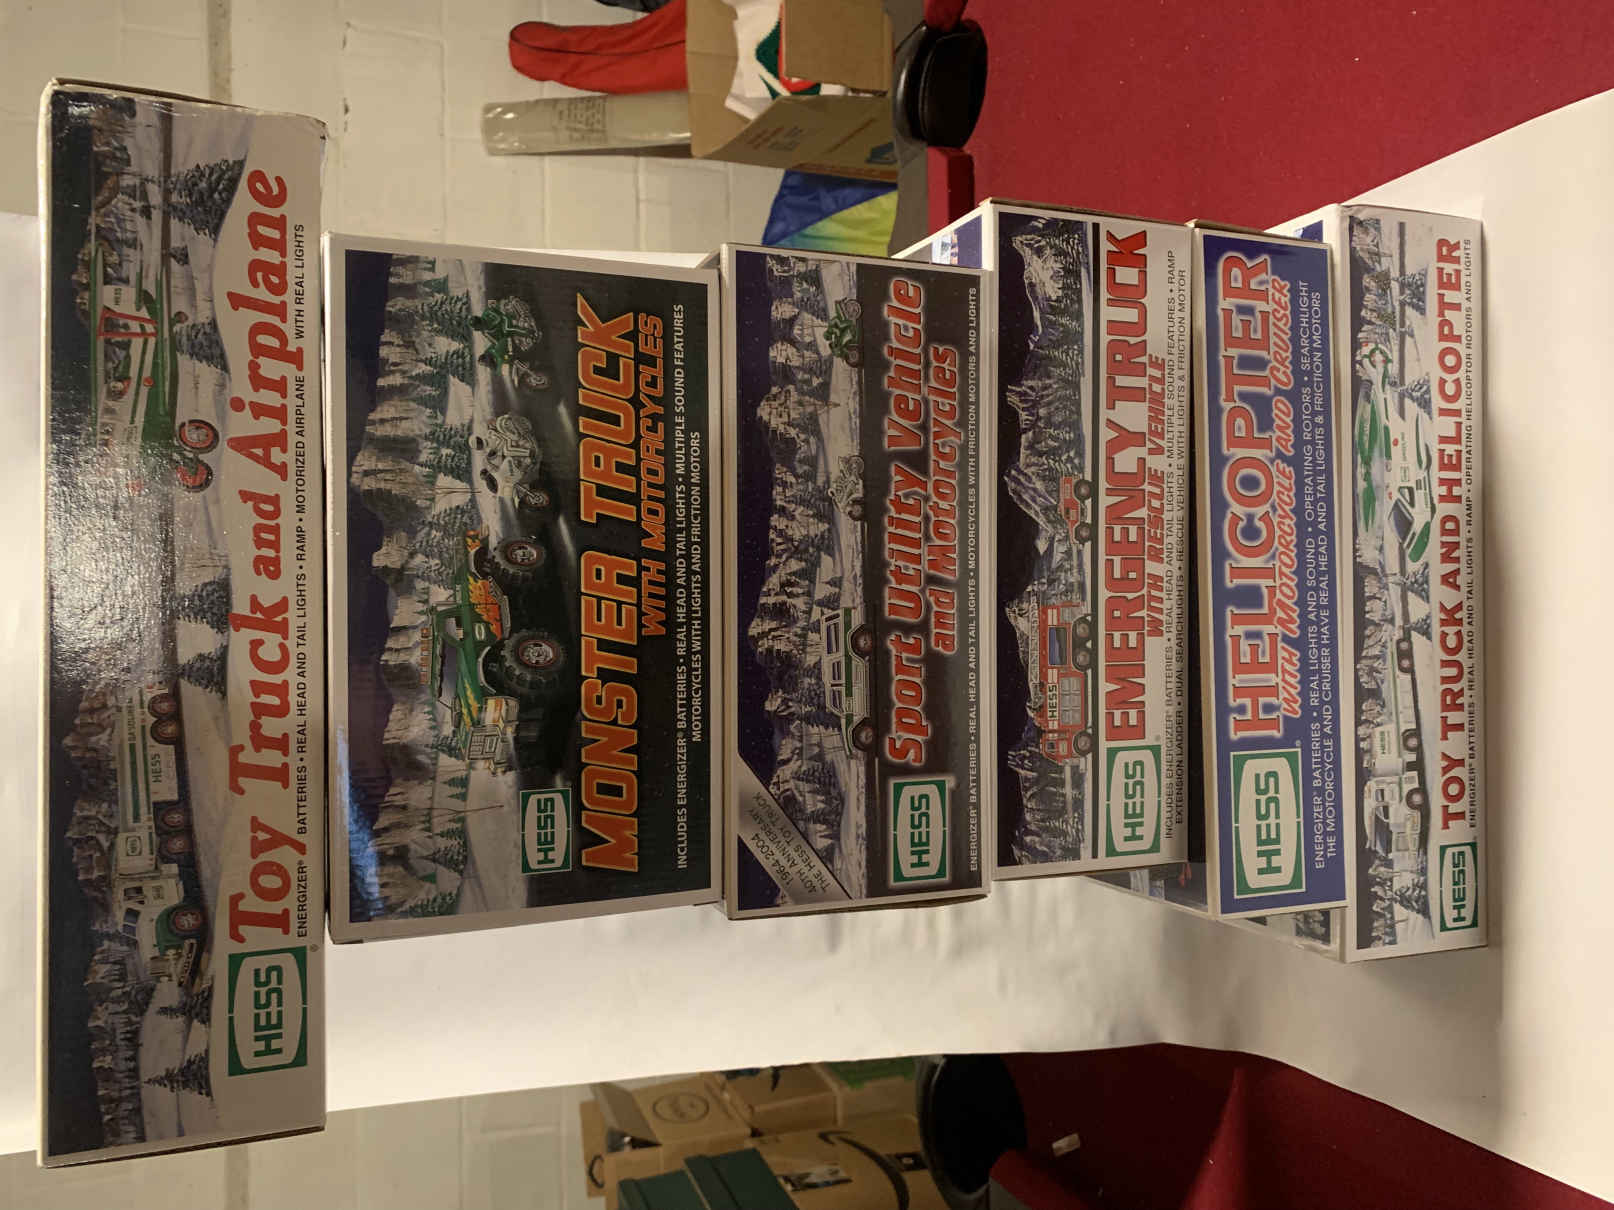 HESS®
Toy Truck and Airplane
ENERGIZER® BATTERIES • REAL HEAD AND TAIL LIGHTS • RAMP • MOTORIZED AIRPLANE WITH REAL LIGHTS
HESS
GASOLINE
HESS
HESS
MONSTER TRUCK
WITH MOTORCYCLES
INCLUDES ENERGIZER® BATTERIES • REAL HEAD AND TAIL LIGHTS • MULTIPLE SOUND FEATURES
MOTORCYCLES WITH LIGHTS AND FRICTION MOTORS
1964-2004
40TH ANNIVERSARY
THE HESS TOY TRUCK
HESS
Sport Utility Vehicle
and Motorcycles
ENERGIZER® BATTERIES • REAL HEAD AND TAIL LIGHTS • MOTORCYCLES WITH FRICTION MOTORS AND LIGHTS
HESS
HESS®
EMERGENCY TRUCK
WITH RESCUE VEHICLE
INCLUDES ENERGIZER® BATTERIES • REAL HEAD AND TAIL LIGHTS • MULTIPLE SOUND FEATURES • RAMP
EXTENSION LADDER • DUAL SEARCHLIGHTS • RESCUE VEHICLE WITH LIGHTS & FRICTION MOTOR
HESS®
HELICOPTER
WITH MOTORCYCLE AND CRUISER
ENERGIZER® BATTERIES • REAL LIGHTS AND SOUND • OPERATING ROTORS • SEARCHLIGHT
THE MOTORCYCLE AND CRUISER HAVE REAL HEAD AND TAIL LIGHTS & FRICTION MOTORS
HESS
HESS
TOY TRUCK AND HELICOPTER
ENERGIZER® BATTERIES • REAL HEAD AND TAIL LIGHTS • RAMP • OPERATING HELICOPTOR ROTORS AND LIGHTS